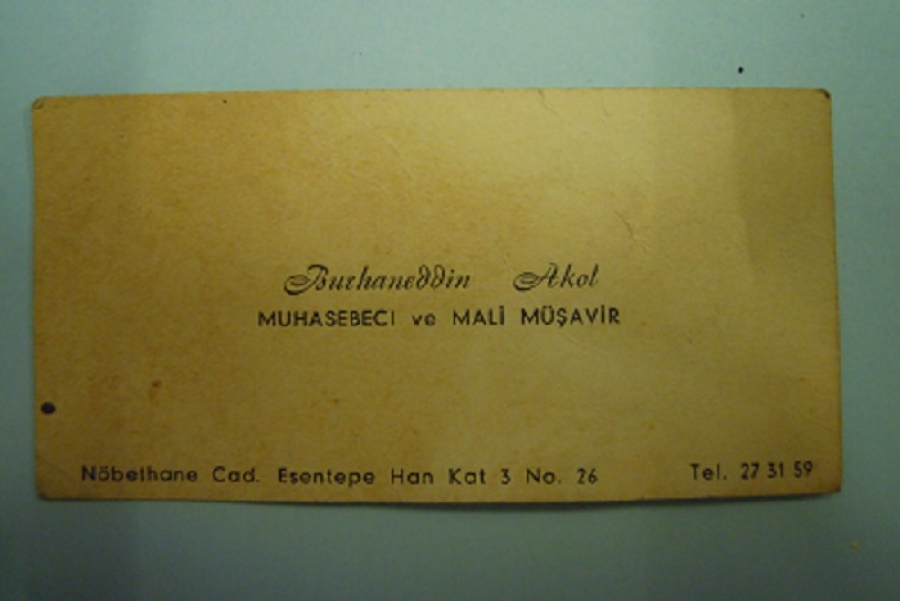 Burhaneddin Akol
MUHASEBECI ve MALİ MÜŞAVİR
Nöbethane Cad. Esentepe Han Kat 3 No. 26 Tel. 27 31 59